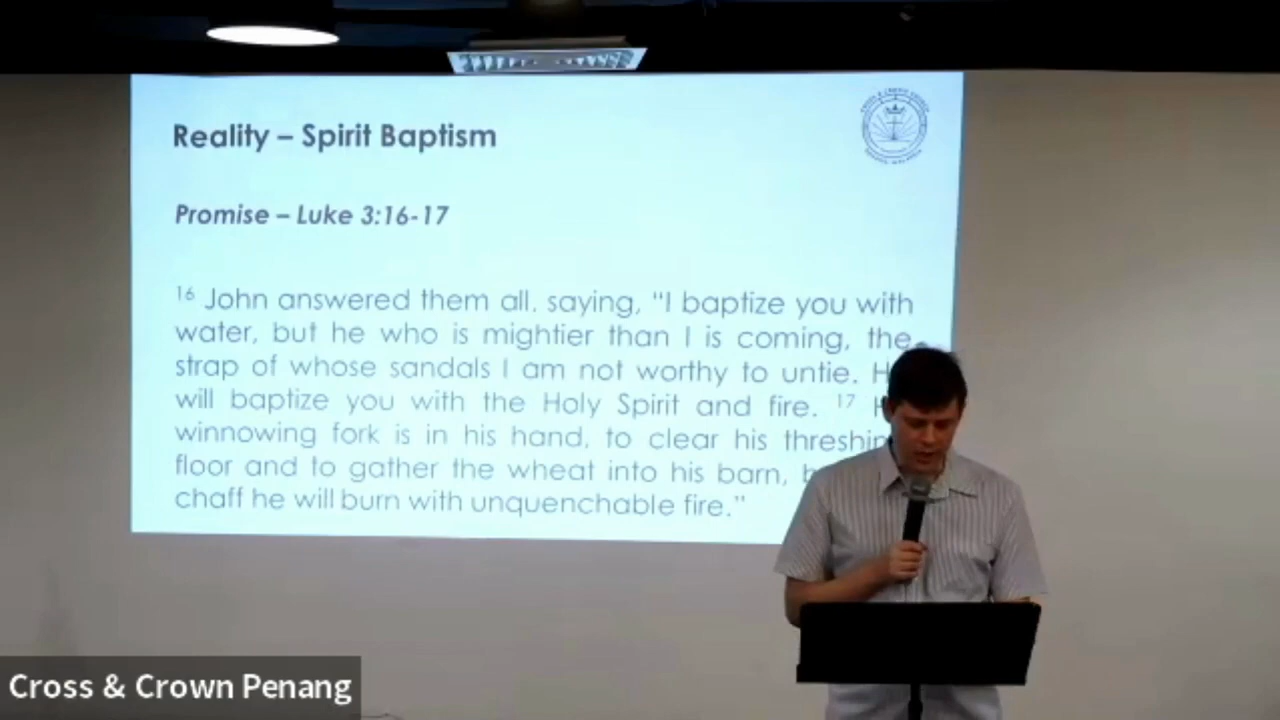 Reality – Spirit Baptism
Promise – Luke 3:16-17
16 John answered them all, saying, “I baptize you with
water, but he who is mightier than I is coming, the
strap of whose sandals I am not worthy to untie.
will baptize you with the Holy Spirit and fire. 17
winnowing fork is in his hand, to clear his
floor and to gather the wheat into his barn,
chaff he will burn with unquenchable fire.”
Cross & Crown Penang